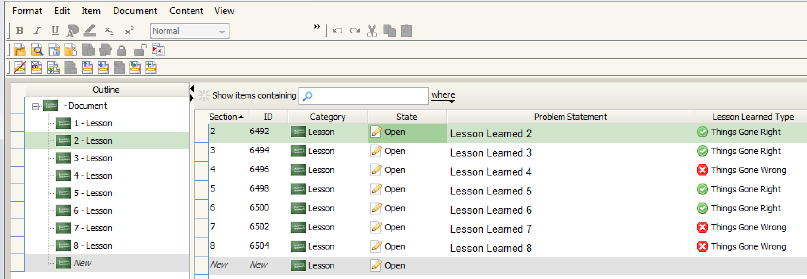 Format Edit Item Document Content View
B I U x² x₂ Normal »
Outline
Show items containing where
- Document
1 - Lesson
2 - Lesson
3 - Lesson
4 - Lesson
5 - Lesson
6 - Lesson
7 - Lesson
8 - Lesson
New
Section ID Category State Problem Statement Lesson Learned Type
2 6492 Lesson Open Lesson Learned 2 Things Gone Right
3 6494 Lesson Open Lesson Learned 3 Things Gone Right
4 6496 Lesson Open Lesson Learned 4 Things Gone Wrong
5 6498 Lesson Open Lesson Learned 5 Things Gone Right
6 6500 Lesson Open Lesson Learned 6 Things Gone Right
7 6502 Lesson Open Lesson Learned 7 Things Gone Wrong
8 6504 Lesson Open Lesson Learned 8 Things Gone Wrong
New New Lesson Open